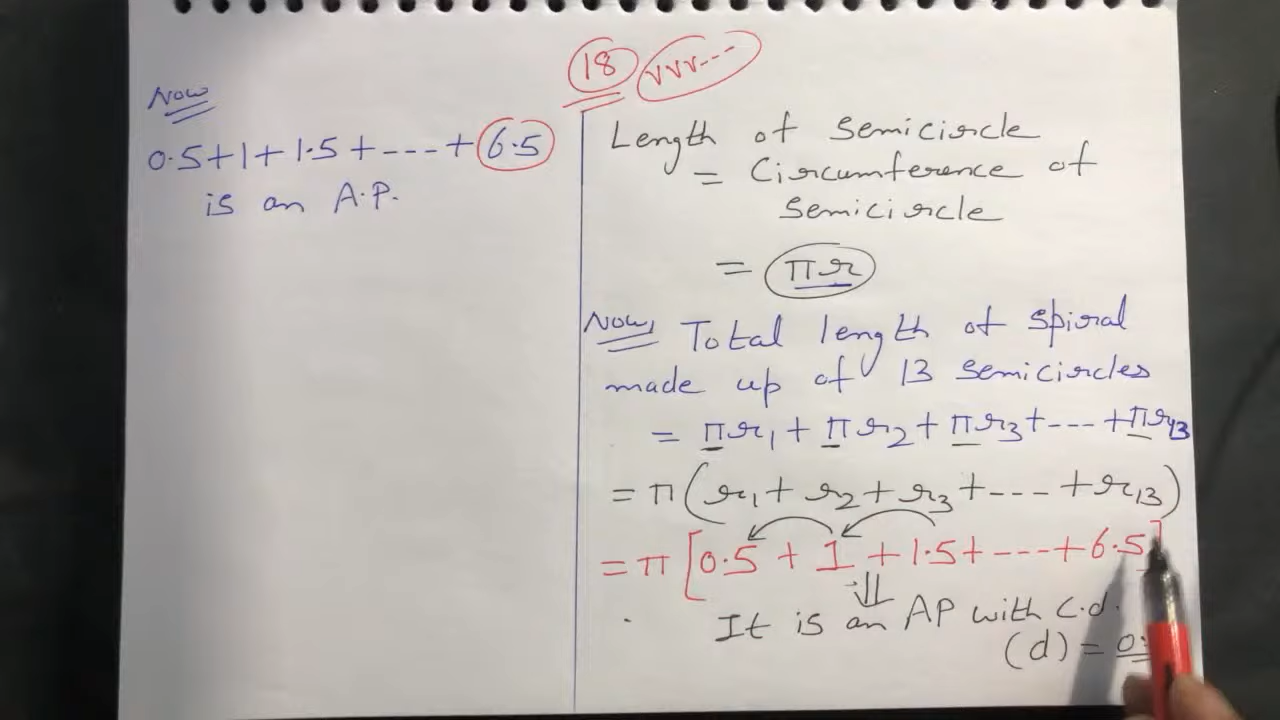 18 vvv---
Now
0.5+1+1.5+---+6.5
is an A.P.
Length of semicircle
= Circumference of
semicircle
= πr
Now, Total length of spiral
made up of 13 semicircles
= πr₁+πr₂+πr₃+---+πr₁₃
=π(r₁+r₂+r₃+---+r₁₃)
=π[0.5+1+1.5+---+6.5]
⇓
It is an AP with c.d.
(d)=